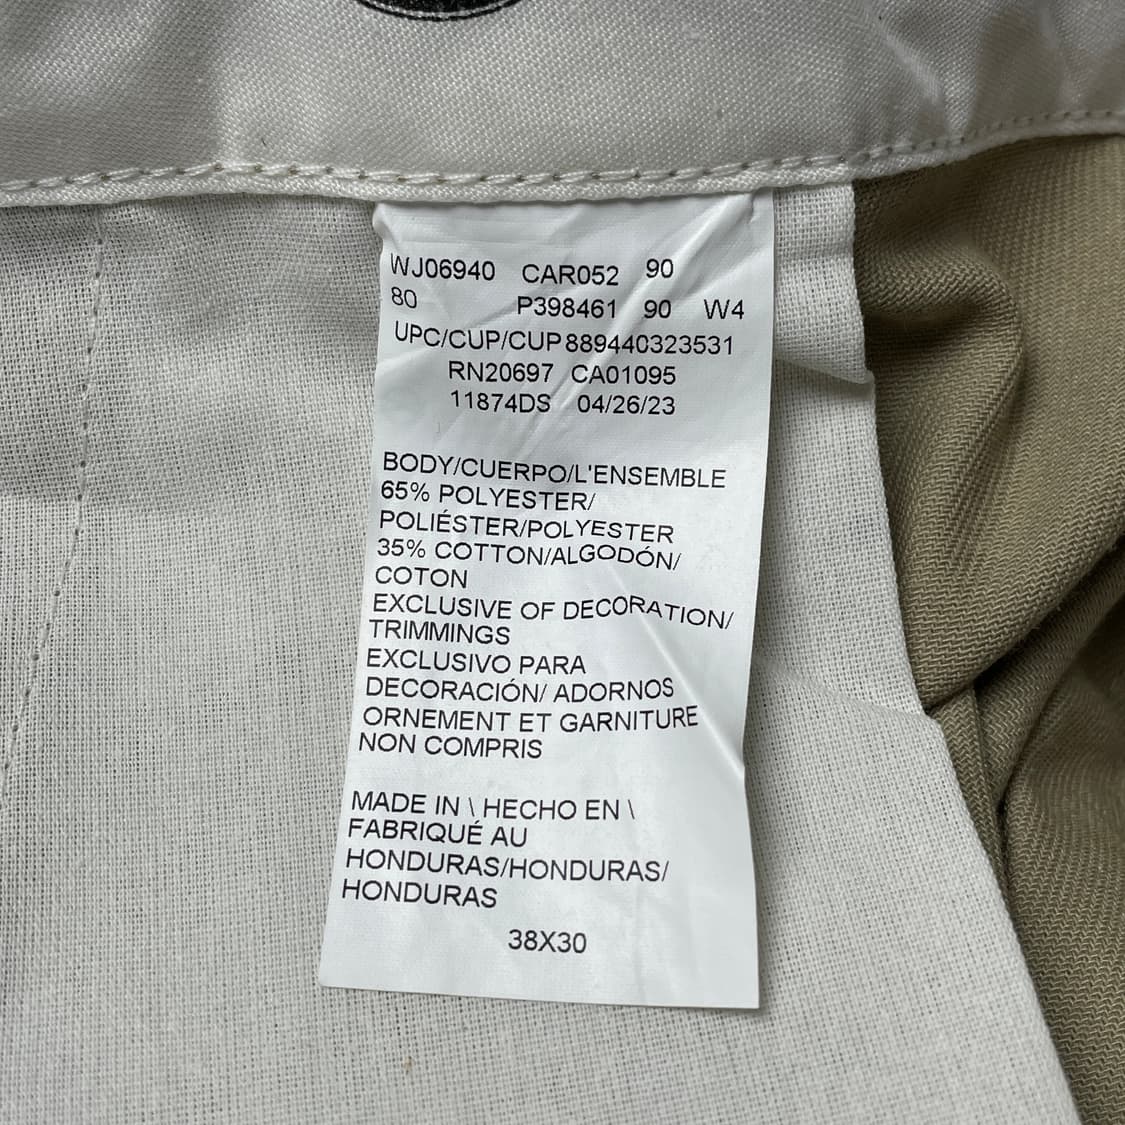 WJ06940 CAR052 90
80 P398461 90 W4
UPC/CUP/CUP 889440323531
RN20697 CA01095
11874DS 04/26/23
BODY/CUERPO/L'ENSEMBLE
65% POLYESTER/
POLIÉSTER/POLYESTER
35% COTTON/ALGODÓN/
COTON
EXCLUSIVE OF DECORATION/
TRIMMINGS
EXCLUSIVO PARA
DECORACIÓN/ ADORNOS
ORNEMENT ET GARNITURE
NON COMPRIS
MADE IN \ HECHO EN \
FABRIQUÉ AU
HONDURAS/HONDURAS/
HONDURAS
38X30